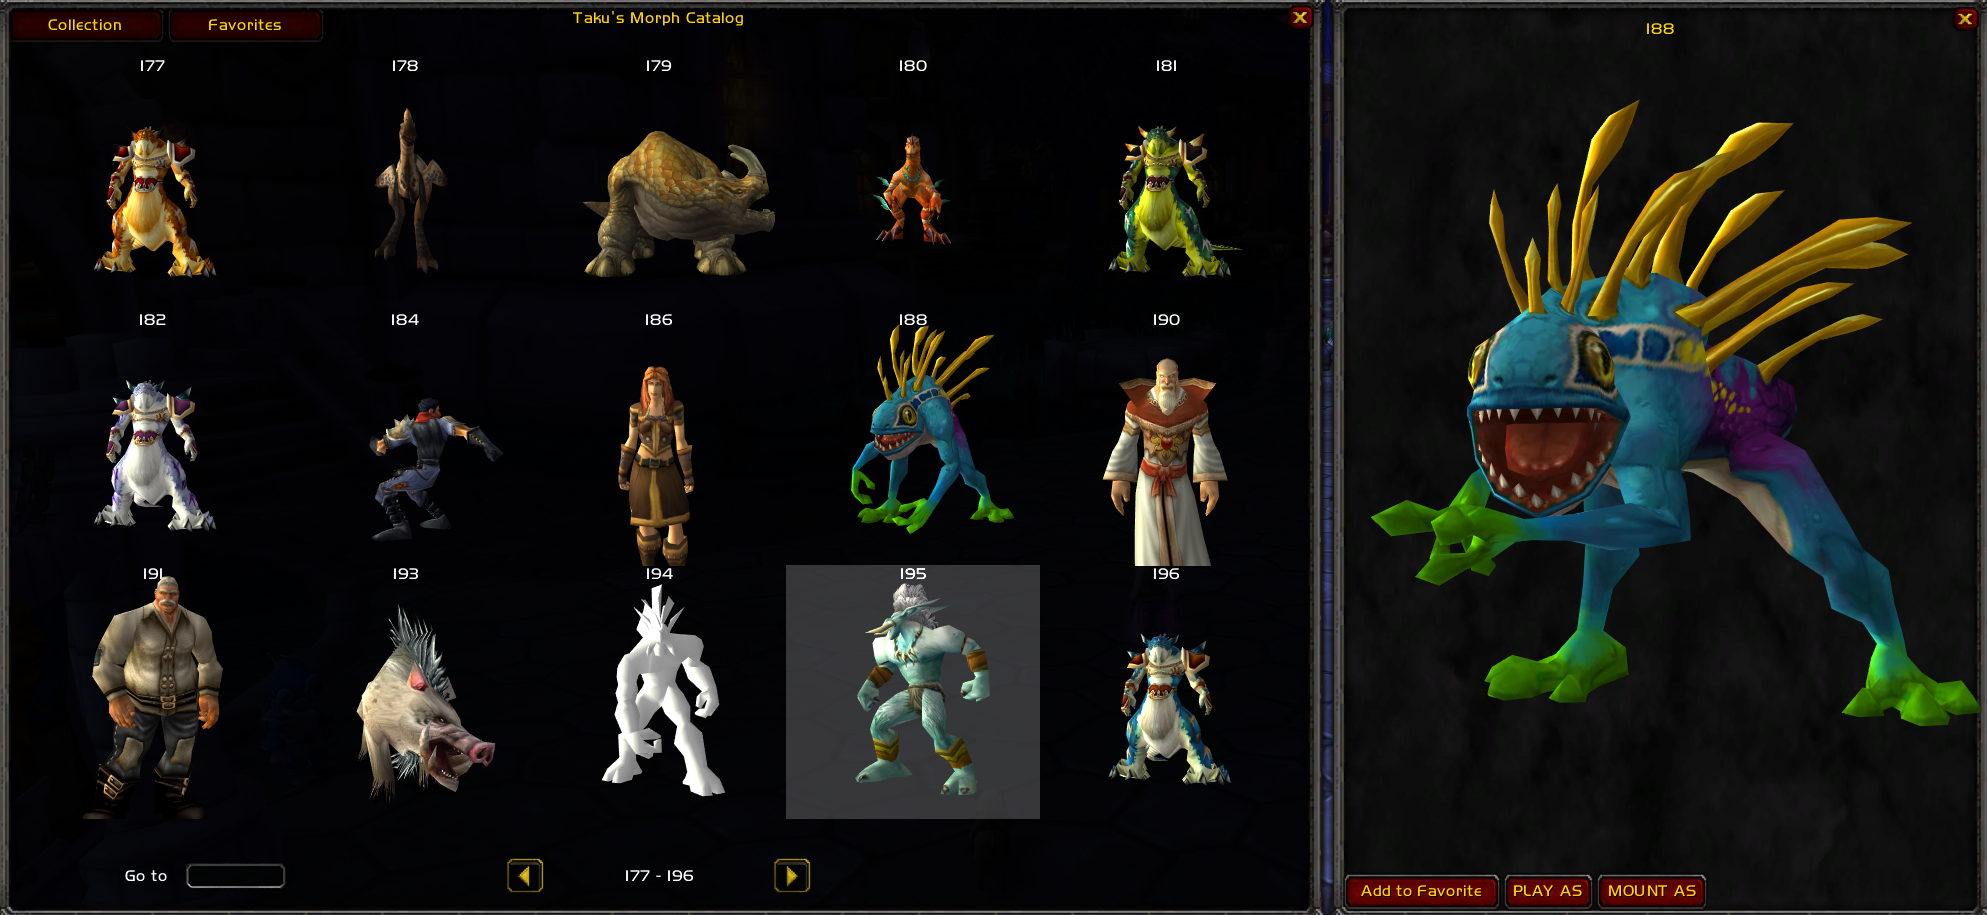 Collection
Favorites
Taku's Morph Catalog
177
178
179
180
181
182
184
186
188
190
191
193
194
195
196
Go to
177 - 196
188
Add to Favorite
PLAY AS
MOUNT AS